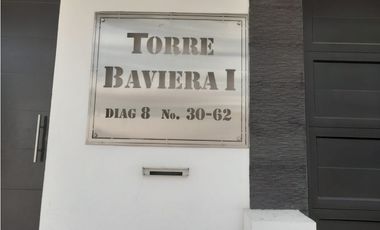 TORRE
BAVIERA I
DIAG 8 No. 30-62